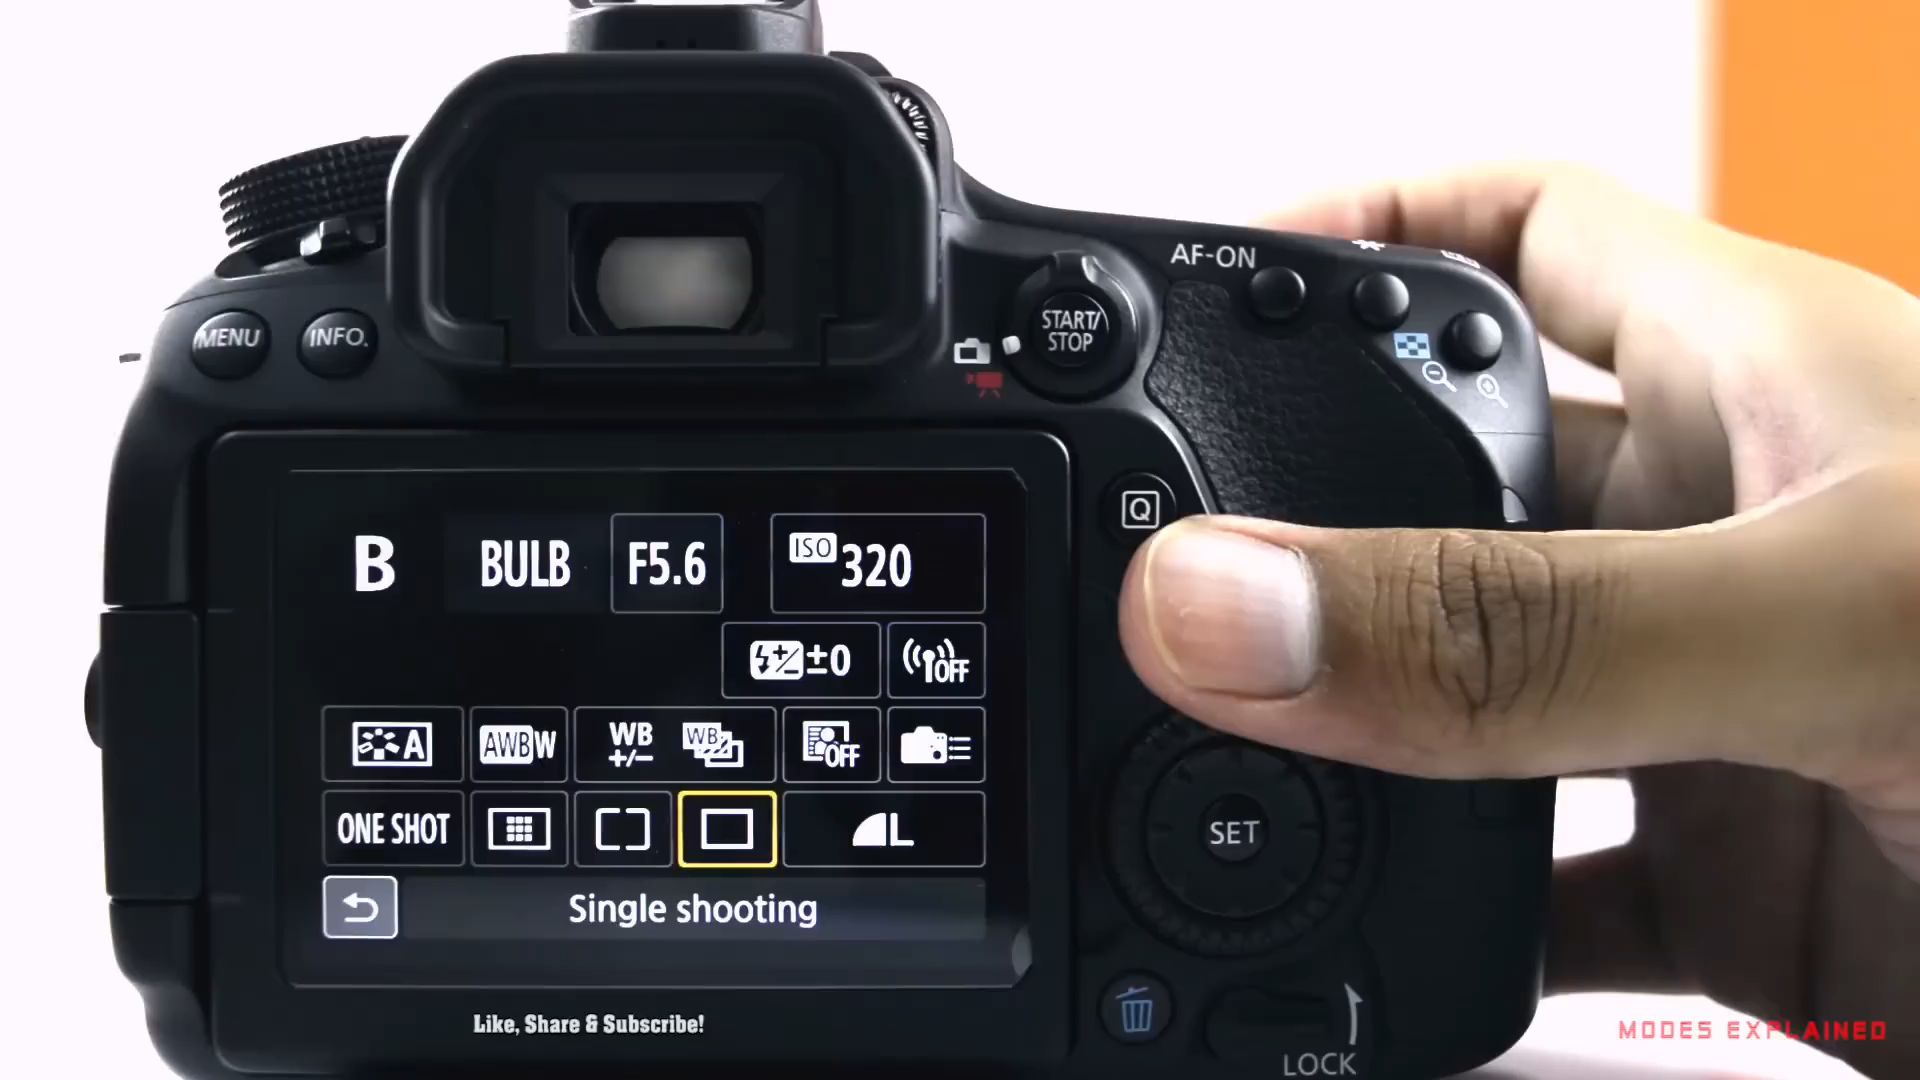 AF-ON
MENU
INFO.
START/
STOP
Q
B
BULB
F5.6
ISO 320
±0
OFF
A
AWBW
WB
+/-
WB
OFF
ONE SHOT
L
Single shooting
SET
LOCK
Like, Share & Subscribe!
MODES EXPLAINED